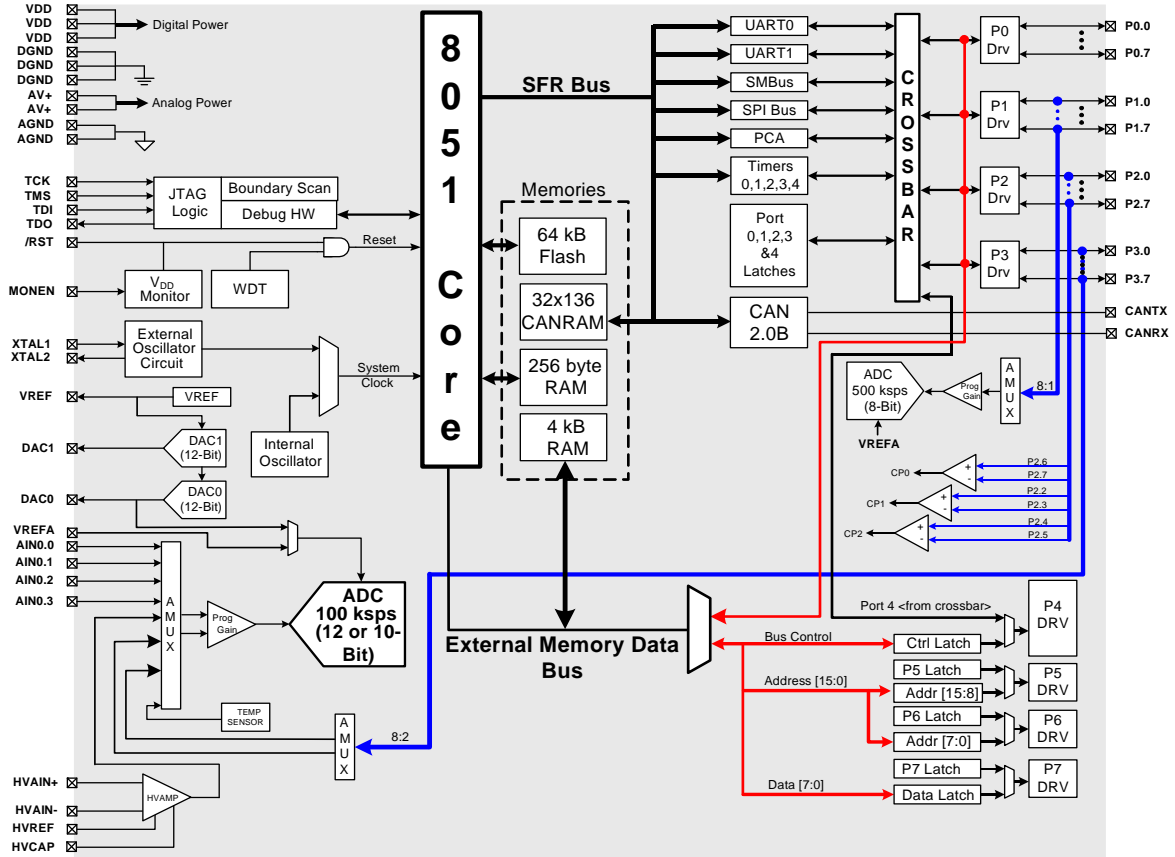 VDD
VDD
VDD
Digital Power
DGND
DGND
DGND
AV+
AV+
Analog Power
AGND
AGND
TCK
TMS
TDI
TDO
JTAG
Logic
Boundary Scan
Debug HW
/RST
Reset
MONEN
VDD
Monitor
WDT
XTAL1
XTAL2
External
Oscillator
Circuit
System
Clock
VREF
VREF
Internal
Oscillator
DAC1
DAC1
(12-Bit)
DAC0
DAC0
(12-Bit)
VREFA
AIN0.0
AIN0.1
AIN0.2
AIN0.3
A
M
U
X
Prog
Gain
ADC
100 ksps
(12 or 10-
Bit)
TEMP
SENSOR
A
M
U
X
8:2
HVAIN+
HVAIN-
HVREF
HVCAP
HVAMP
8
0
5
1
C
o
r
e
SFR Bus
Memories
64 kB
Flash
32x136
CANRAM
256 byte
RAM
4 kB
RAM
External Memory Data
Bus
UART0
UART1
SMBus
SPI Bus
PCA
Timers
0,1,2,3,4
Port
0,1,2,3
&4
Latches
CAN
2.0B
C
R
O
S
S
B
A
R
P0
Drv
P1
Drv
P2
Drv
P3
Drv
P0.0
P0.7
P1.0
P1.7
P2.0
P2.7
P3.0
P3.7
CANTX
CANRX
ADC
500 ksps
(8-Bit)
Prog
Gain
A
M
U
X
8:1
VREFA
CP0
+
-
P2.6
P2.7
CP1
+
-
P2.2
P2.3
CP2
+
-
P2.4
P2.5
Port 4 <from crossbar>
P4
DRV
Bus Control
Ctrl Latch
P5 Latch
P5
DRV
Address [15:0]
Addr [15:8]
P6 Latch
P6
DRV
Addr [7:0]
P7 Latch
P7
DRV
Data [7:0]
Data Latch